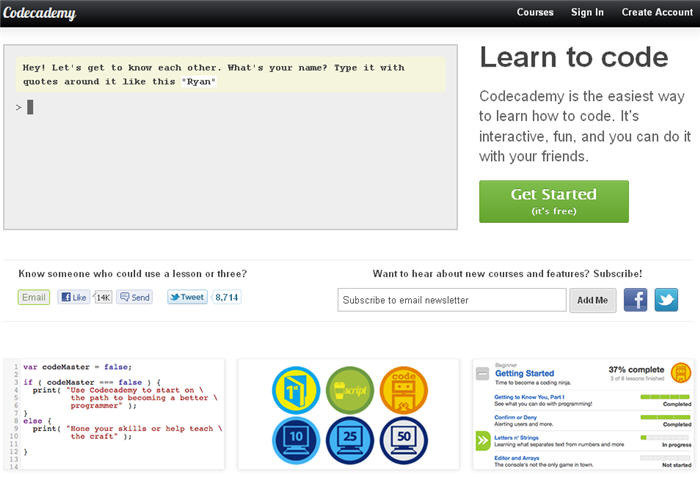 Codecademy
Courses Sign In Create Account
Hey! Let's get to know each other. What's your name? Type it with
quotes around it like this "Ryan"
>
Learn to code
Codecademy is the easiest way
to learn how to code. It's
interactive, fun, and you can do it
with your friends.
Get Started
(it's free)
Know someone who could use a lesson or three?
Email Like 14K Send Tweet 8,714
Want to hear about new courses and features? Subscribe!
Subscribe to email newsletter Add Me
1 var codeMaster = false;
2
3 if ( codeMaster === false ) {
4 print( "Use Codecademy to start on \
5 the path to becoming a better \
6 programmer" );
7 }
8 else {
9 print( "Hone your skills or help teach \
10 the craft" );
11
12 }
13
14
1st script code
10 25 50
Beginner
Getting Started
Time to become a coding ninja.
37% complete
3 of 8 lessons finished
Getting to Know You, Part I
See what you can do with programming!
Completed
Confirm or Deny
Alerting users and more.
Completed
Letters n' Strings
Learning what separates text from numbers and more
In progress
Editor and Arrays
The console's not the only game in town.
Not started